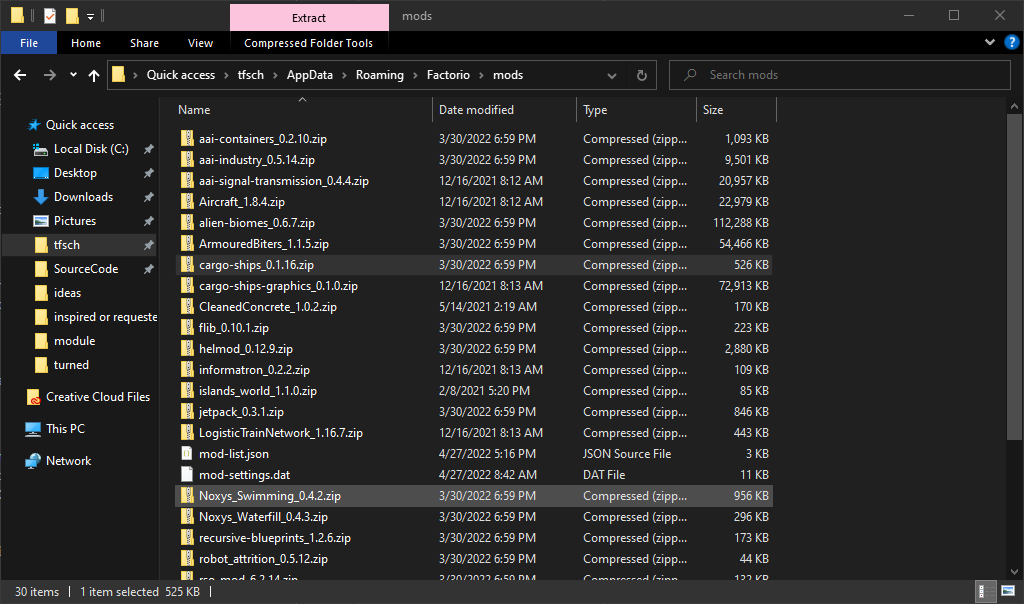 Extract mods
File Home Share View Compressed Folder Tools
Quick access tfsch AppData Roaming Factorio mods Search mods
Name Date modified Type Size
Quick access
Local Disk (C:)
Desktop
Downloads
Pictures
tfsch
SourceCode
ideas
inspired or requeste
module
turned
Creative Cloud Files
This PC
Network
aai-containers_0.2.10.zip 3/30/2022 6:59 PM Compressed (zipp... 1,093 KB
aai-industry_0.5.14.zip 3/30/2022 6:59 PM Compressed (zipp... 9,501 KB
aai-signal-transmission_0.4.4.zip 12/16/2021 8:12 AM Compressed (zipp... 20,957 KB
Aircraft_1.8.4.zip 12/16/2021 8:12 AM Compressed (zipp... 22,979 KB
alien-biomes_0.6.7.zip 3/30/2022 6:59 PM Compressed (zipp... 112,288 KB
ArmouredBiters_1.1.5.zip 3/30/2022 6:59 PM Compressed (zipp... 54,466 KB
cargo-ships_0.1.16.zip 3/30/2022 6:59 PM Compressed (zipp... 526 KB
cargo-ships-graphics_0.1.0.zip 12/16/2021 8:13 AM Compressed (zipp... 72,913 KB
CleanedConcrete_1.0.2.zip 5/14/2021 2:19 AM Compressed (zipp... 170 KB
flib_0.10.1.zip 3/30/2022 6:59 PM Compressed (zipp... 223 KB
helmod_0.12.9.zip 3/30/2022 6:59 PM Compressed (zipp... 2,880 KB
informatron_0.2.2.zip 12/16/2021 8:13 AM Compressed (zipp... 109 KB
islands_world_1.1.0.zip 2/8/2021 5:20 PM Compressed (zipp... 85 KB
jetpack_0.3.1.zip 3/30/2022 6:59 PM Compressed (zipp... 846 KB
LogisticTrainNetwork_1.16.7.zip 12/16/2021 8:13 AM Compressed (zipp... 443 KB
mod-list.json 4/27/2022 5:16 PM JSON Source File 3 KB
mod-settings.dat 4/27/2022 8:42 AM DAT File 11 KB
Noxys_Swimming_0.4.2.zip 3/30/2022 6:59 PM Compressed (zipp... 956 KB
Noxys_Waterfill_0.4.3.zip 3/30/2022 6:59 PM Compressed (zipp... 296 KB
recursive-blueprints_1.2.6.zip 3/30/2022 6:59 PM Compressed (zipp... 173 KB
robot_attrition_0.5.12.zip 3/30/2022 6:59 PM Compressed (zipp... 44 KB
rso-mod_6.2.14.zip 3/30/2022 6:59 PM Compressed (zipp... 132 KB
30 items 1 item selected 525 KB